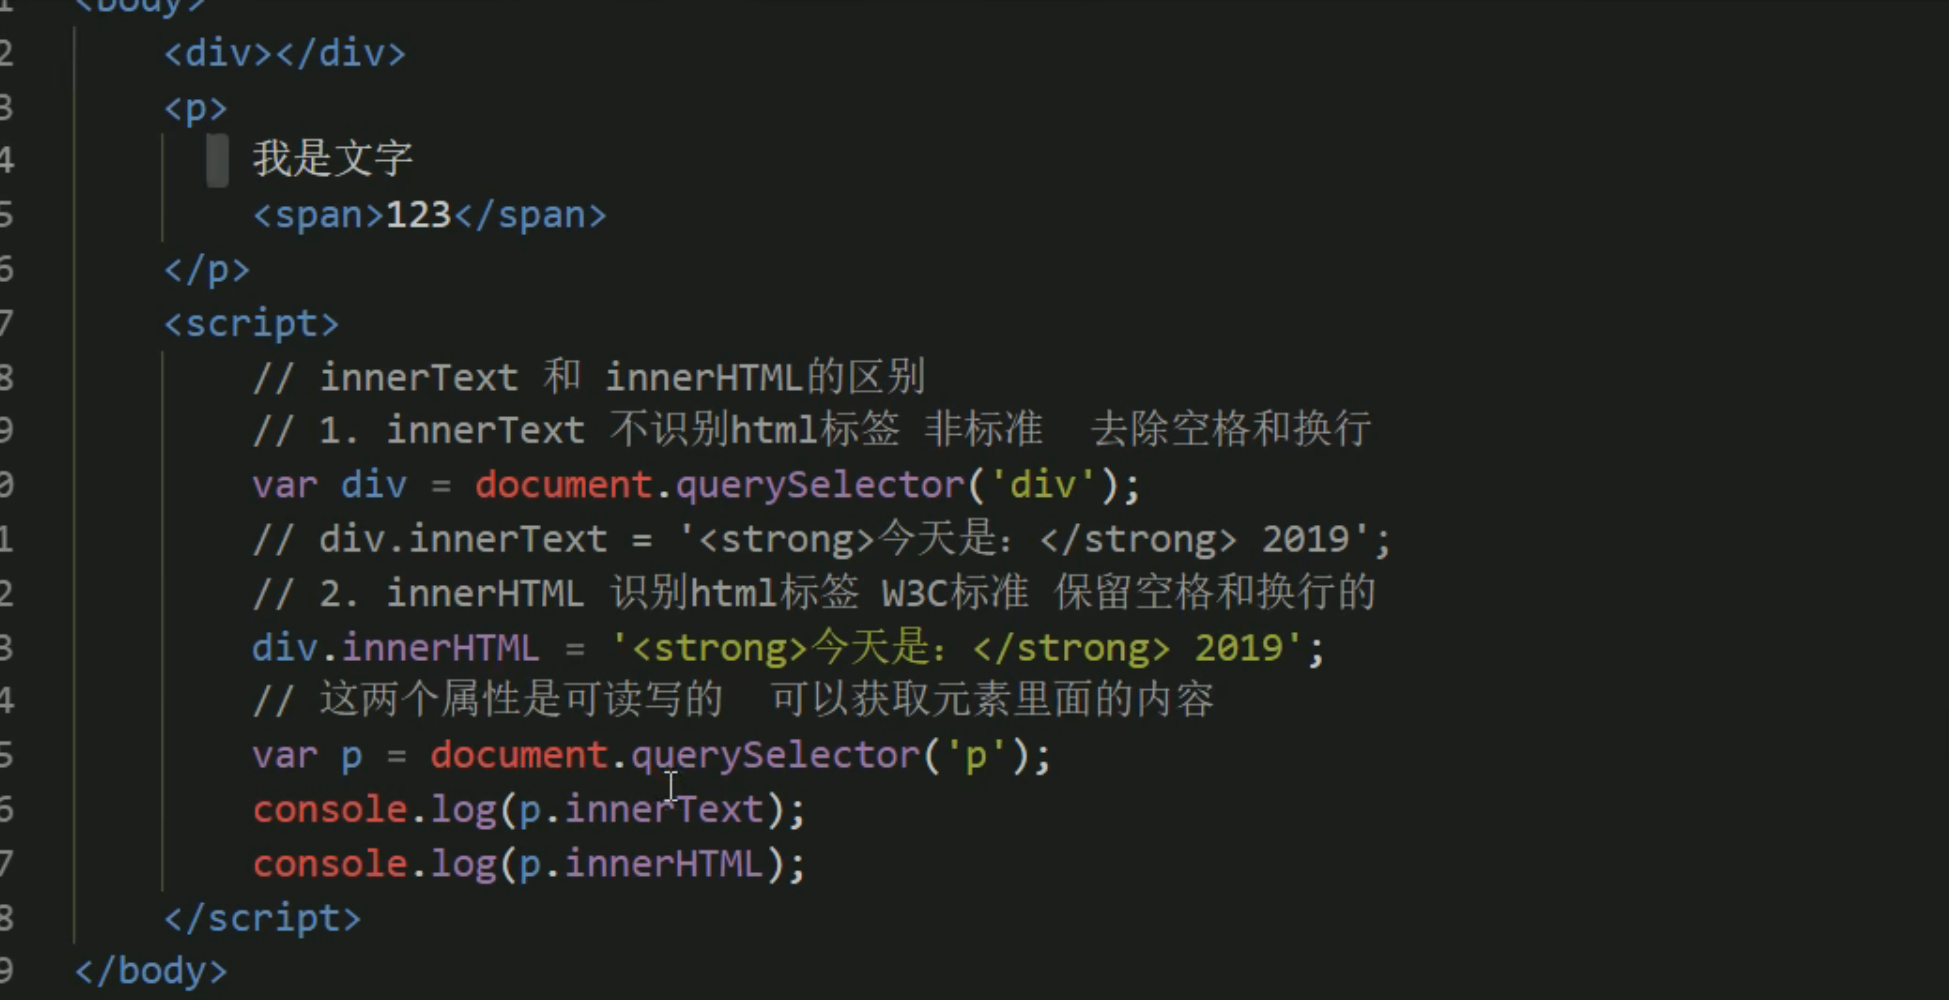 1 <body>
2 <div></div>
3 <p>
4 我是文字
5 <span>123</span>
6 </p>
7 <script>
8 // innerText 和 innerHTML的区别
9 // 1. innerText 不识别html标签 非标准  去除空格和换行
0 var div = document.querySelector('div');
1 // div.innerText = '<strong>今天是：</strong> 2019';
2 // 2. innerHTML 识别html标签 W3C标准 保留空格和换行的
3 div.innerHTML = '<strong>今天是：</strong> 2019';
4 // 这两个属性是可读写的  可以获取元素里面的内容
5 var p = document.querySelector('p');
6 console.log(p.innerText);
7 console.log(p.innerHTML);
8 </script>
9 </body>